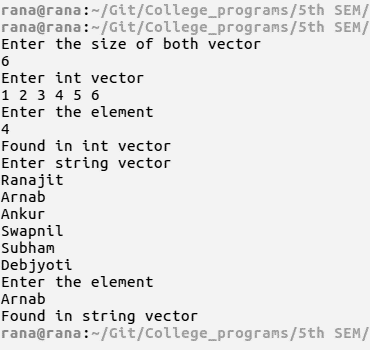 rana@rana:~/Git/College_programs/5th SEM/
rana@rana:~/Git/College_programs/5th SEM/
Enter the size of both vector
6
Enter int vector
1 2 3 4 5 6
Enter the element
4
Found in int vector
Enter string vector
Ranajit
Arnab
Ankur
Swapnil
Subham
Debjyoti
Enter the element
Arnab
Found in string vector
rana@rana:~/Git/College_programs/5th SEM/